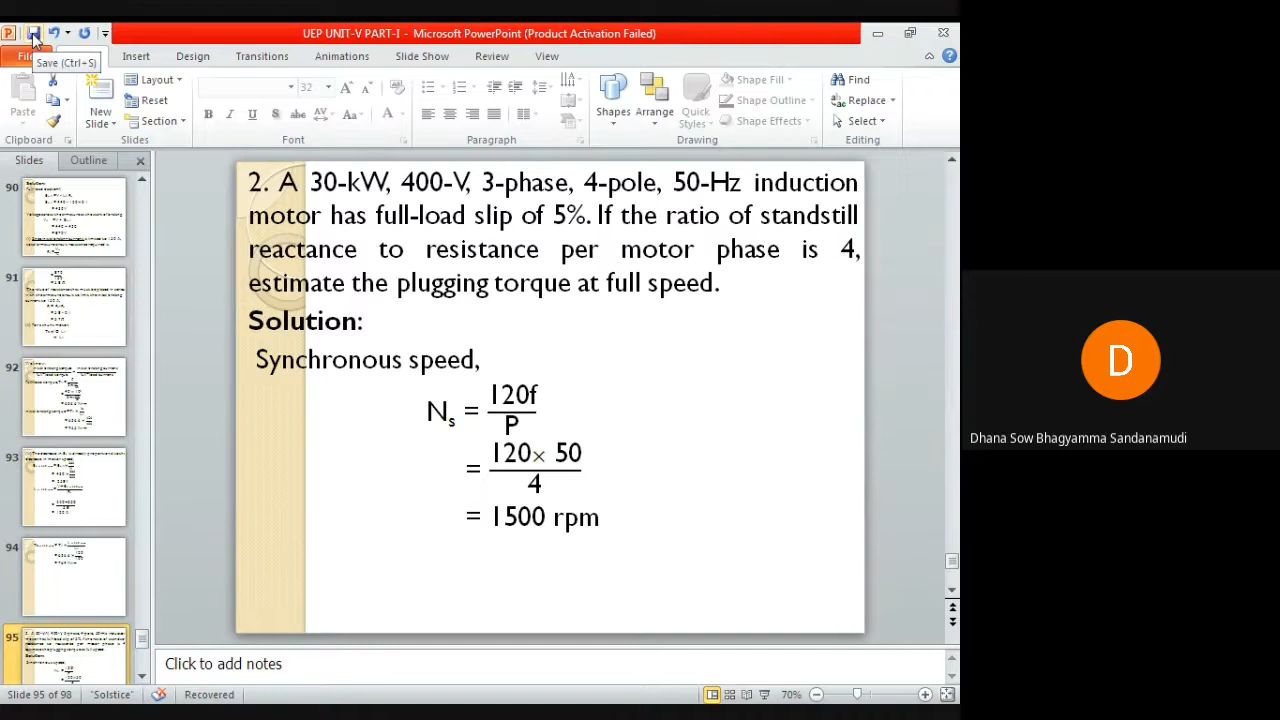 UEP UNIT-V PART-I - Microsoft PowerPoint (Product Activation Failed)
File Insert Design Transitions Animations Slide Show Review View
Save (Ctrl+S)
Paste
Clipboard
New Slide
Layout
Reset
Section
Slides
32
Font
Paragraph
Shapes
Arrange
Quick Styles
Shape Fill
Shape Outline
Shape Effects
Drawing
Find
Replace
Select
Editing
Slides Outline
90
91
92
93
94
95
2. A 30-kW, 400-V, 3-phase, 4-pole, 50-Hz induction
motor has full-load slip of 5%. If the ratio of standstill
reactance to resistance per motor phase is 4,
estimate the plugging torque at full speed.
Solution:
Synchronous speed,
Ns = 120f
P
= 120× 50
4
= 1500 rpm
Click to add notes
Slide 95 of 98 "Solstice" Recovered 70%
D
Dhana Sow Bhagyamma Sandanamudi